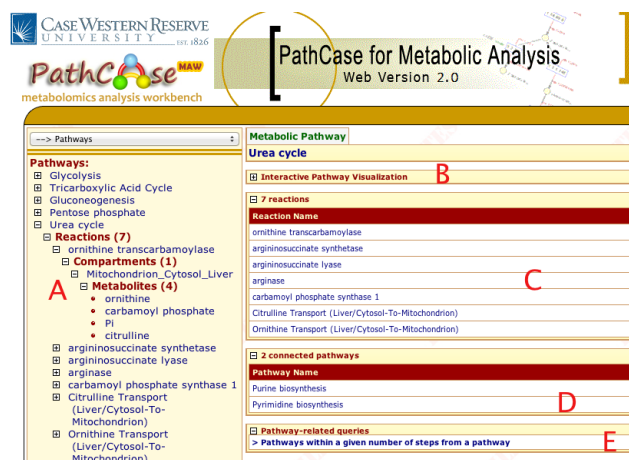 CASE WESTERN RESERVE
UNIVERSITY EST. 1826
PathCase MAW
metabolomics analysis workbench
PathCase for Metabolic Analysis
Web Version 2.0
--> Pathways
Pathways:
Glycolysis
Tricarboxylic Acid Cycle
Gluconeogenesis
Pentose phosphate
Urea cycle
Reactions (7)
ornithine transcarbamoylase
Compartments (1)
Mitochondrion_Cytosol_Liver
Metabolites (4)
ornithine
carbamoyl phosphate
Pi
citrulline
argininosuccinate synthetase
argininosuccinate lyase
arginase
carbamoyl phosphate synthase 1
Citrulline Transport
(Liver/Cytosol-To-
Mitochondrion)
Ornithine Transport
(Liver/Cytosol-To-
Mitochondrion)
A
Metabolic Pathway
Urea cycle
Interactive Pathway Visualization
B
7 reactions
Reaction Name
ornithine transcarbamoylase
argininosuccinate synthetase
argininosuccinate lyase
arginase
carbamoyl phosphate synthase 1
Citrulline Transport (Liver/Cytosol-To-Mitochondrion)
Ornithine Transport (Liver/Cytosol-To-Mitochondrion)
C
2 connected pathways
Pathway Name
Purine biosynthesis
Pyrimidine biosynthesis
D
Pathway-related queries
> Pathways within a given number of steps from a pathway
E